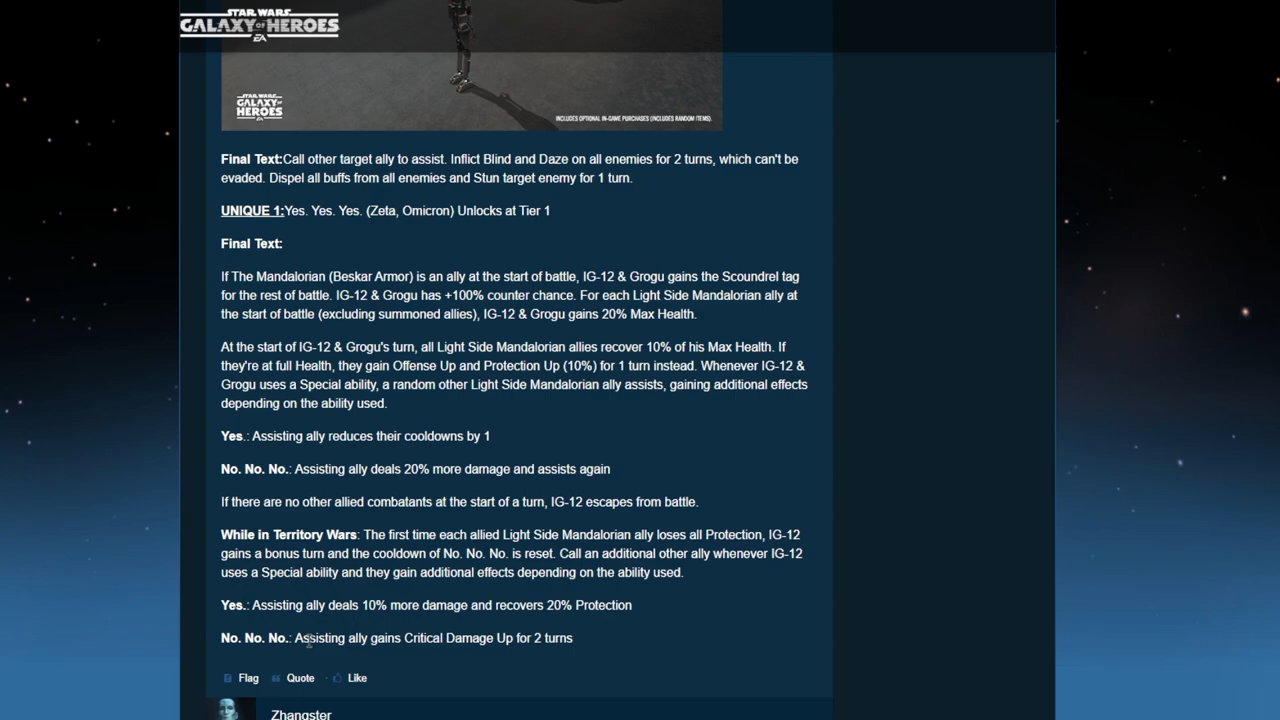 STAR WARS
GALAXY OF HEROES
EA
STAR WARS
GALAXY OF
HEROES
EA
INCLUDES OPTIONAL IN-GAME PURCHASES (INCLUDES RANDOM ITEMS).
Final Text:Call other target ally to assist. Inflict Blind and Daze on all enemies for 2 turns, which can't be
evaded. Dispel all buffs from all enemies and Stun target enemy for 1 turn.
UNIQUE 1:Yes. Yes. Yes. (Zeta, Omicron) Unlocks at Tier 1
Final Text:
If The Mandalorian (Beskar Armor) is an ally at the start of battle, IG-12 & Grogu gains the Scoundrel tag
for the rest of battle. IG-12 & Grogu has +100% counter chance. For each Light Side Mandalorian ally at
the start of battle (excluding summoned allies), IG-12 & Grogu gains 20% Max Health.
At the start of IG-12 & Grogu's turn, all Light Side Mandalorian allies recover 10% of his Max Health. If
they're at full Health, they gain Offense Up and Protection Up (10%) for 1 turn instead. Whenever IG-12 &
Grogu uses a Special ability, a random other Light Side Mandalorian ally assists, gaining additional effects
depending on the ability used.
Yes.: Assisting ally reduces their cooldowns by 1
No. No. No.: Assisting ally deals 20% more damage and assists again
If there are no other allied combatants at the start of a turn, IG-12 escapes from battle.
While in Territory Wars: The first time each allied Light Side Mandalorian ally loses all Protection, IG-12
gains a bonus turn and the cooldown of No. No. No. is reset. Call an additional other ally whenever IG-12
uses a Special ability and they gain additional effects depending on the ability used.
Yes.: Assisting ally deals 10% more damage and recovers 20% Protection
No. No. No.: Assisting ally gains Critical Damage Up for 2 turns
Flag Quote · Like
Zhangster